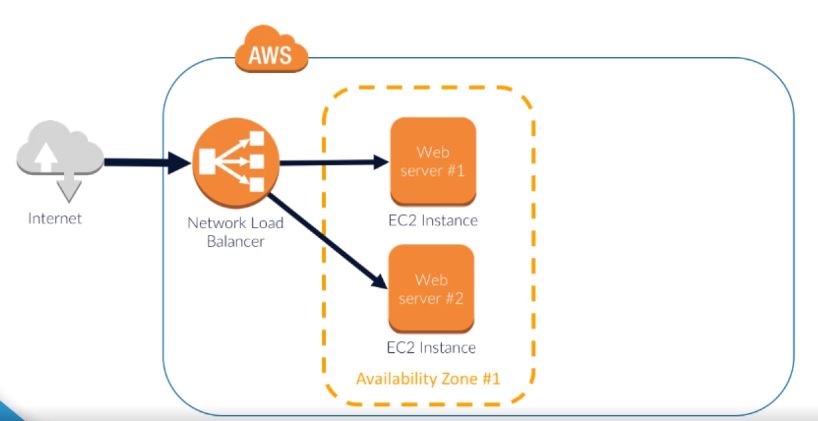 AWS
Internet
Network Load
Balancer
Web
server #1
EC2 Instance
Web
server #2
EC2 Instance
Availability Zone #1